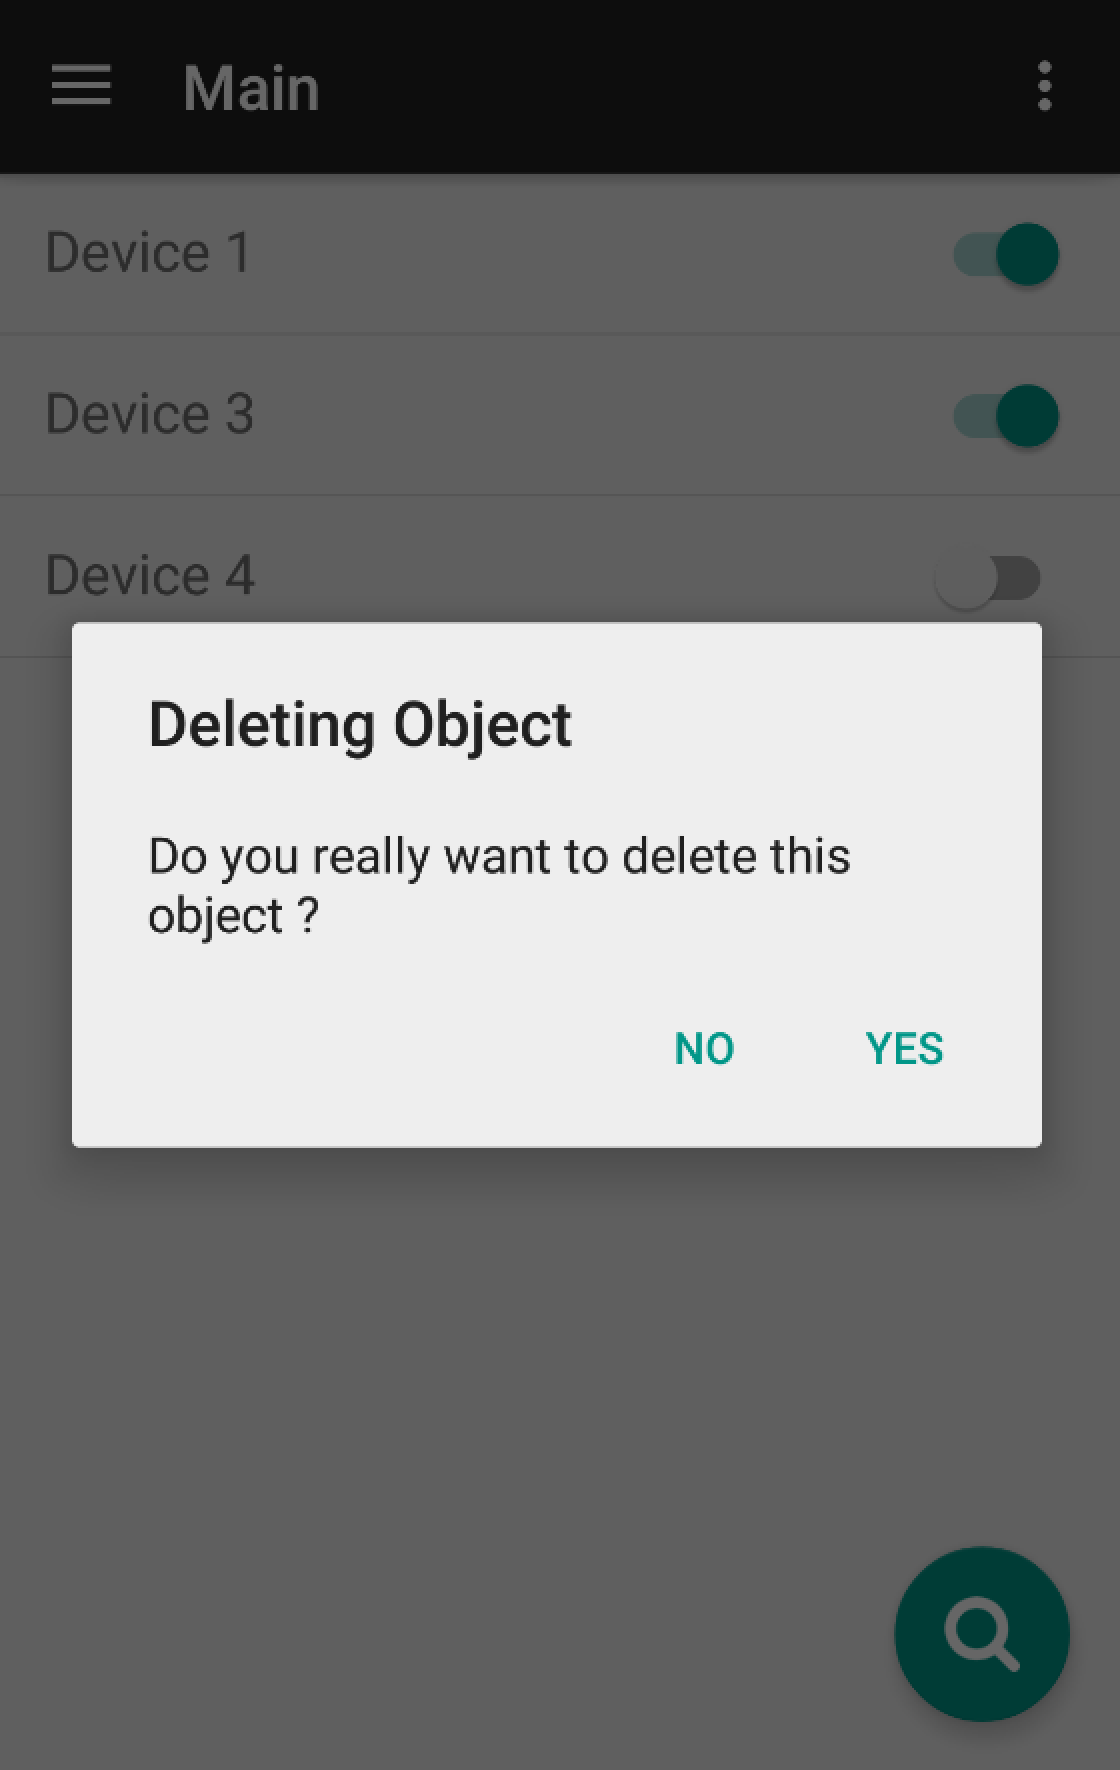 Main
Device 1
Device 3
Device 4
Deleting Object
Do you really want to delete this
object ?
NO YES